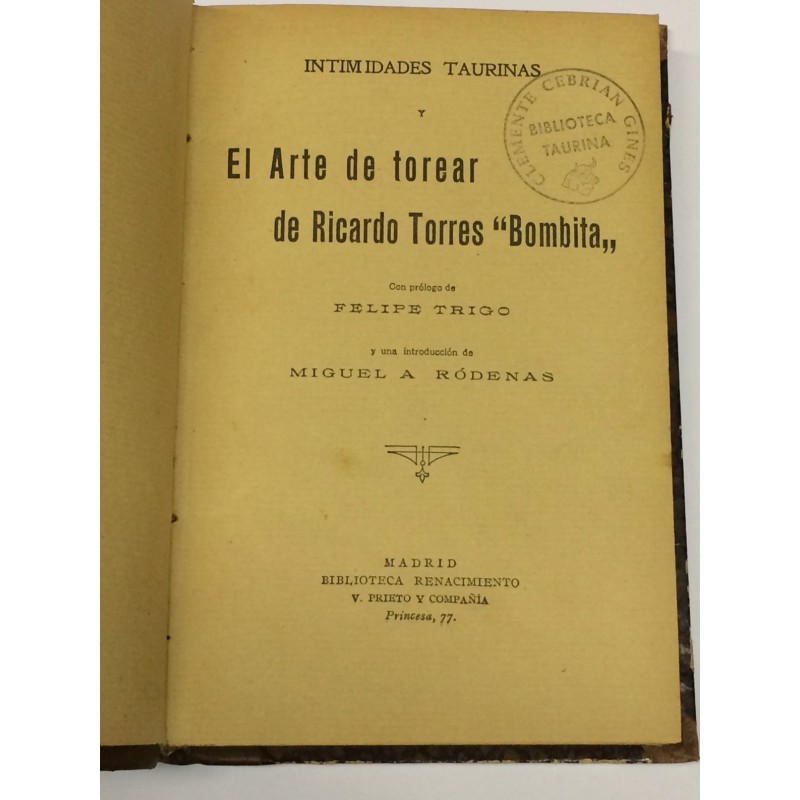 INTIMIDADES TAURINAS
Y
El Arte de torear
de Ricardo Torres “Bombita„
Con prólogo de
FELIPE TRIGO
y una introducción de
MIGUEL A RÓDENAS
MADRID
BIBLIOTECA RENACIMIENTO
V. PRIETO Y COMPAÑÍA
Princesa, 77.
CLEMENTE CEBRIAN GINES
BIBLIOTECA
TAURINA